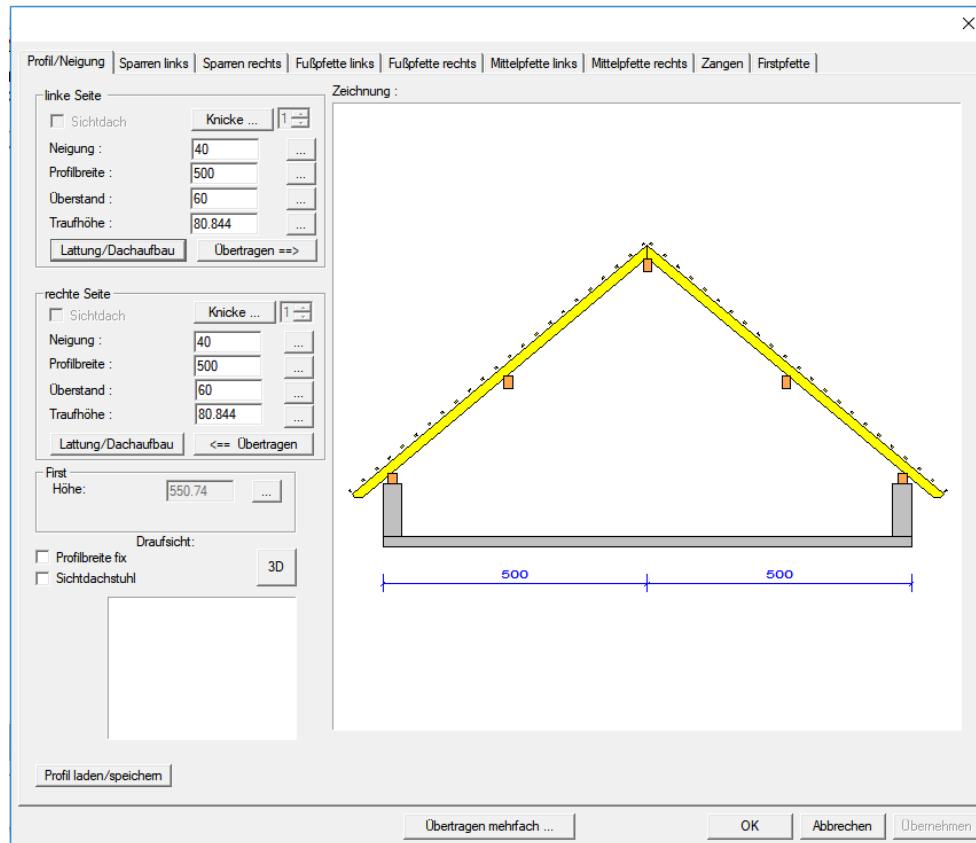 Profil/Neigung Sparren links Sparren rechts Fußpfette links Fußpfette rechts Mittelpfette links Mittelpfette rechts Zangen Firstpfette
linke Seite
Sichtdach Knicke ... 1
Neigung : 40 ...
Profilbreite : 500 ...
Überstand : 60 ...
Traufhöhe : 80.844 ...
Lattung/Dachaufbau Übertragen ==>
rechte Seite
Sichtdach Knicke ... 1
Neigung : 40 ...
Profilbreite : 500 ...
Überstand : 60 ...
Traufhöhe : 80.844 ...
Lattung/Dachaufbau <== Übertragen
First
Höhe: 550.74 ...
Draufsicht:
Profilbreite fix
Sichtdachstuhl
3D
Profil laden/speichern
Zeichnung :
500 500
Übertragen mehrfach ... OK Abbrechen Übernehmen